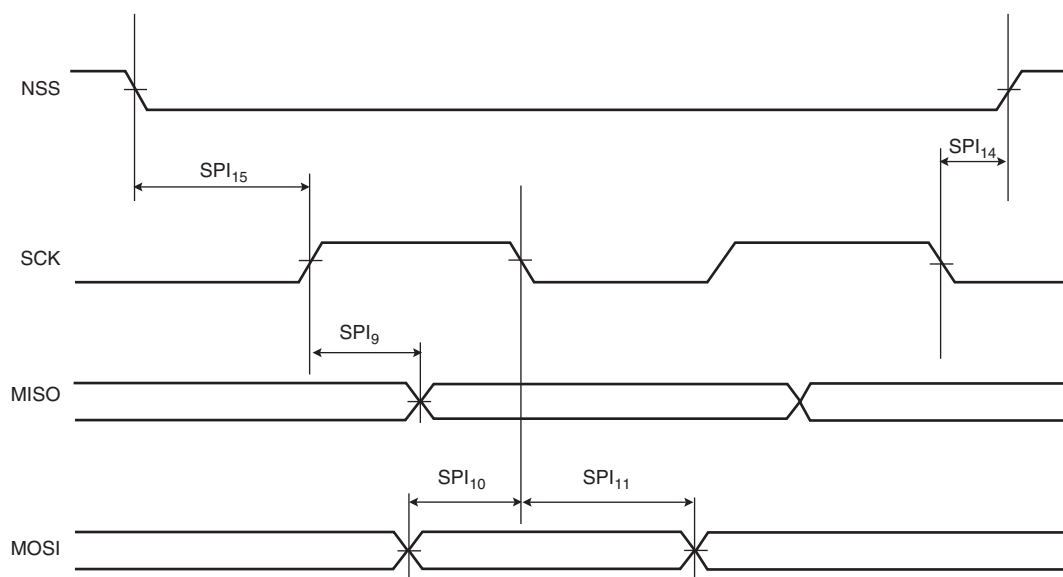 NSS
SPI₁₄
SPI₁₅
SCK
SPI₉
MISO
SPI₁₀ SPI₁₁
MOSI